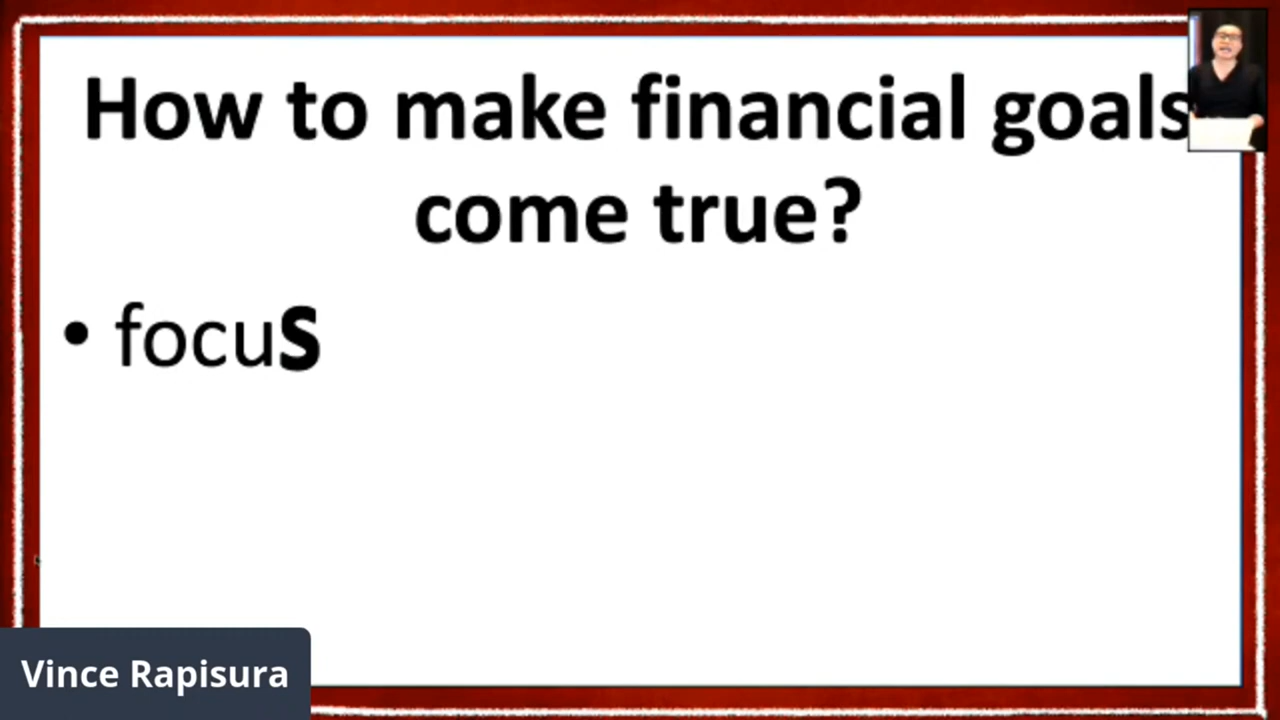 How to make financial goals
come true?
• focuS
Vince Rapisura